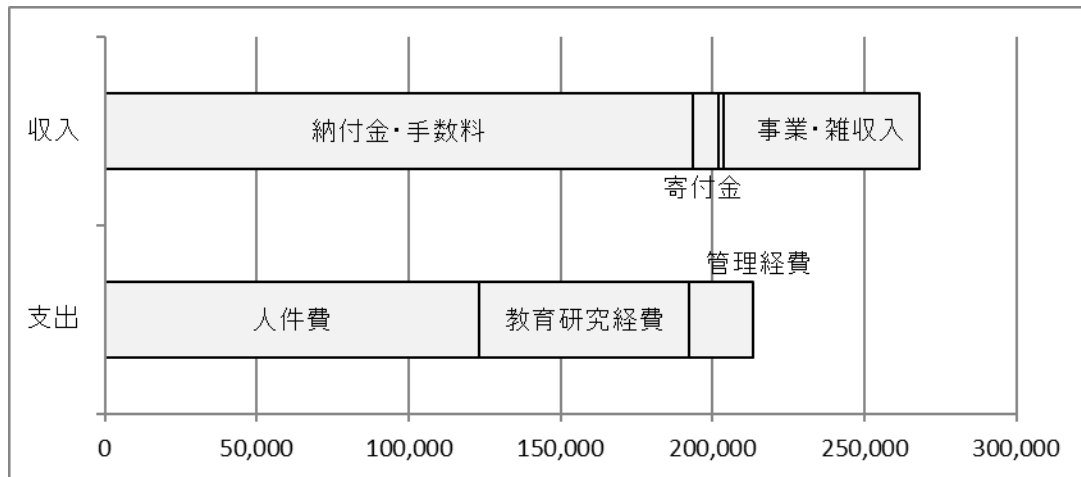 収入
納付金・手数料
事業・雑収入
寄付金
管理経費
支出
人件費
教育研究経費
0
50,000
100,000
150,000
200,000
250,000
300,000